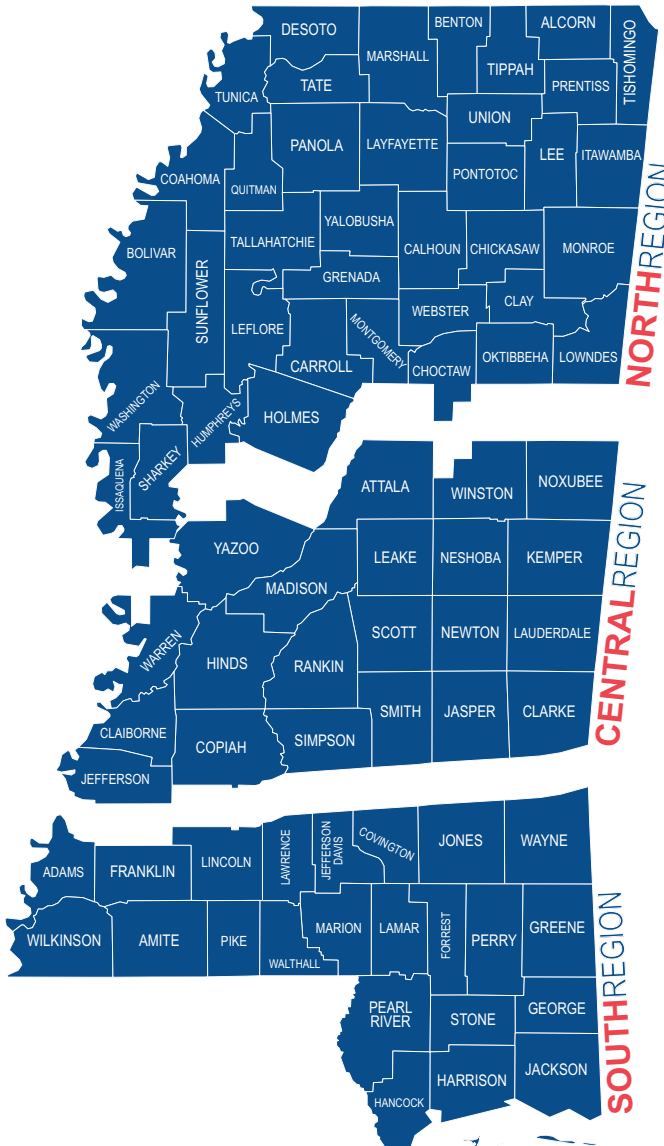 DESOTO
BENTON
ALCORN
MARSHALL
TIPPAH
TISHOMINGO
TATE
PRENTISS
TUNICA
UNION
PANOLA
LAYFAYETTE
LEE
ITAWAMBA
COAHOMA
QUITMAN
PONTOTOC
YALOBUSHA
TALLAHATCHIE
BOLIVAR
CALHOUN
CHICKASAW
MONROE
SUNFLOWER
GRENADA
LEFLORE
WEBSTER
CLAY
MONTGOMERY
CARROLL
CHOCTAW
OKTIBBEHA
LOWNDES
WASHINGTON
HUMPHREYS
HOLMES
ISSAQUENA
SHARKEY
NORTHREGION
ATTALA
WINSTON
NOXUBEE
YAZOO
LEAKE
NESHOBA
KEMPER
MADISON
WARREN
HINDS
RANKIN
SCOTT
NEWTON
LAUDERDALE
CLAIBORNE
COPIAH
SIMPSON
SMITH
JASPER
CLARKE
JEFFERSON
CENTRALREGION
ADAMS
FRANKLIN
LINCOLN
LAWRENCE
JEFFERSON
DAVIS
COVINGTON
JONES
WAYNE
WILKINSON
AMITE
PIKE
WALTHALL
MARION
LAMAR
FORREST
PERRY
GREENE
PEARL
RIVER
STONE
GEORGE
HANCOCK
HARRISON
JACKSON
SOUTHREGION